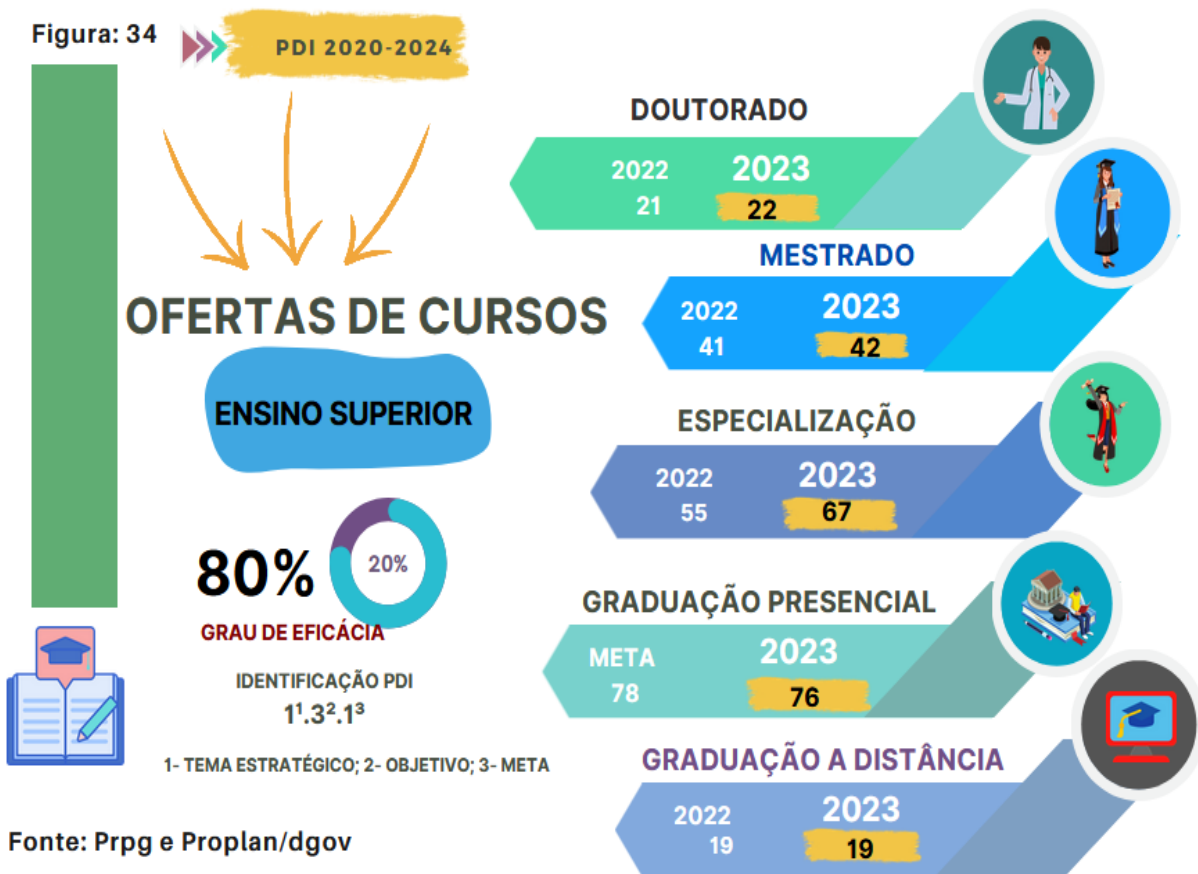 Figura: 34
PDI 2020-2024
OFERTAS DE CURSOS
ENSINO SUPERIOR
80%
20%
GRAU DE EFICÁCIA
IDENTIFICAÇÃO PDI
1¹.3².1³
1- TEMA ESTRATÉGICO; 2- OBJETIVO; 3- META
Fonte: Prpg e Proplan/dgov
DOUTORADO
2022 2023
21 22
MESTRADO
2022 2023
41 42
ESPECIALIZAÇÃO
2022 2023
55 67
GRADUAÇÃO PRESENCIAL
META 2023
78 76
GRADUAÇÃO A DISTÂNCIA
2022 2023
19 19